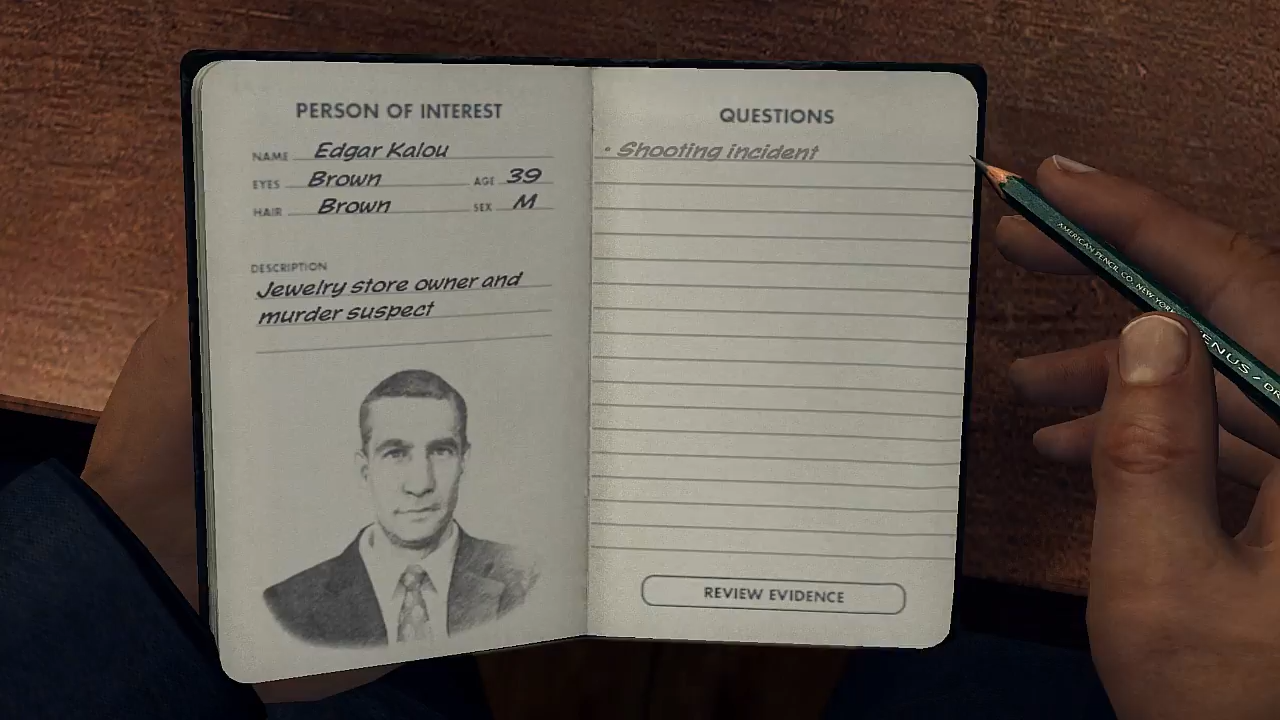 PERSON OF INTEREST
NAME Edgar Kalou
EYES Brown AGE 39
HAIR Brown SEX M
DESCRIPTION
Jewelry store owner and
murder suspect
QUESTIONS
• Shooting incident
REVIEW EVIDENCE
AMERICAN PENCIL CO. NEW YORK